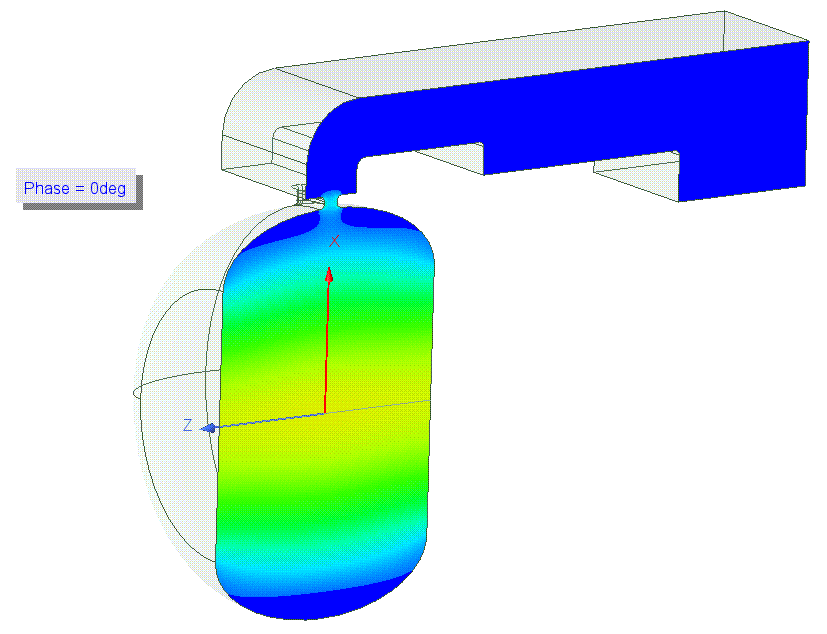 Phase = 0deg
X
Z